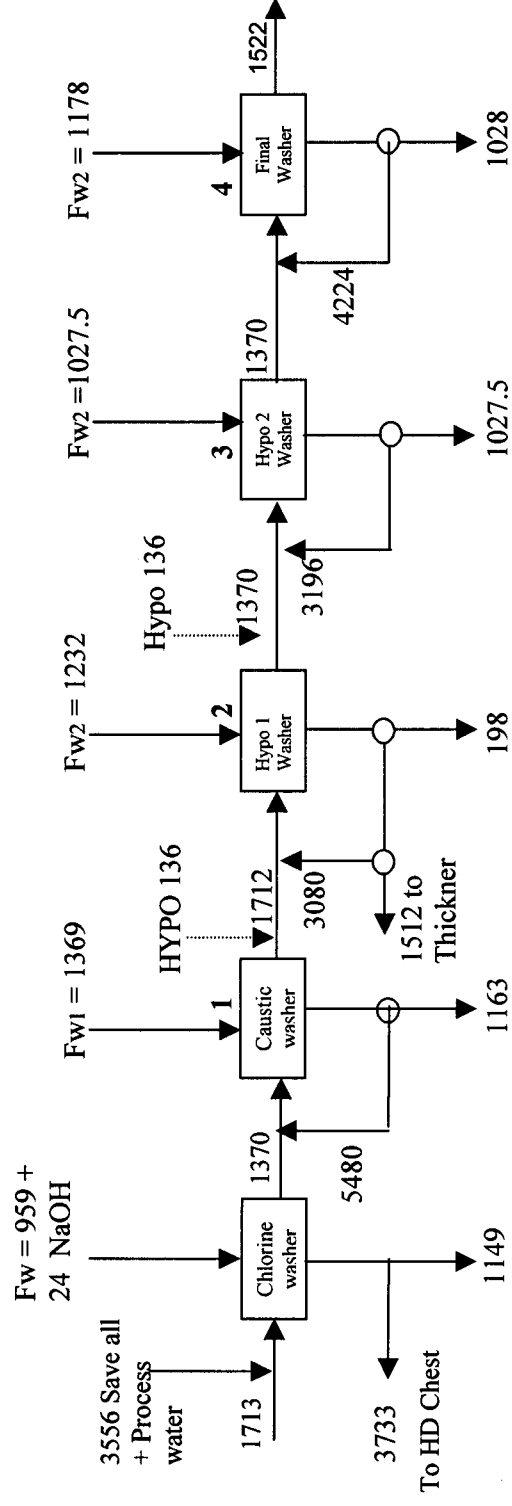 Fw = 959 +
24 NaOH
3556 Save all
+ Process
water
1713
Chlorine
washer
3733
To HD Chest
1149
1370
5480
Fw1 = 1369
1
Caustic
washer
1163
HYPO 136
1712
3080
1512 to
Thickner
Fw2 = 1232
2
Hypo 1
Washer
198
Hypo 136
1370
3196
Fw2 =1027.5
3
Hypo 2
Washer
1027.5
1370
4224
Fw2 = 1178
4
Final
Washer
1028
1522